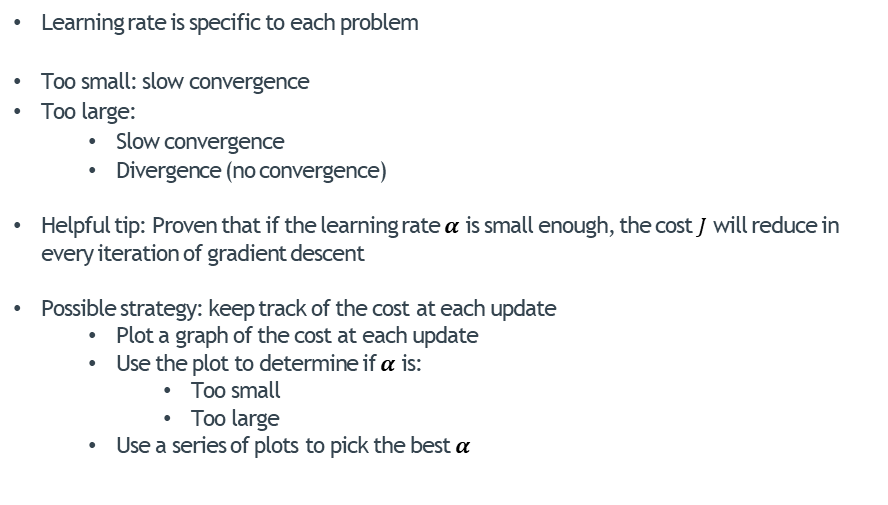 • Learning rate is specific to each problem
• Too small: slow convergence
• Too large:
• Slow convergence
• Divergence (no convergence)
• Helpful tip: Proven that if the learning rate α is small enough, the cost J will reduce in
every iteration of gradient descent
• Possible strategy: keep track of the cost at each update
• Plot a graph of the cost at each update
• Use the plot to determine if α is:
• Too small
• Too large
• Use a series of plots to pick the best α